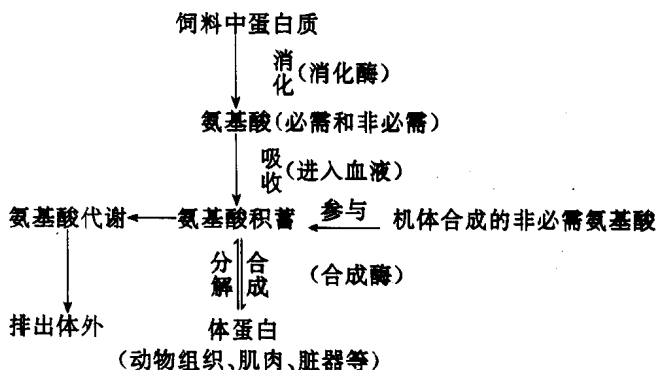 饲料中蛋白质
消化(消化酶)
氨基酸(必需和非必需)
吸收(进入血液)
氨基酸代谢 氨基酸积蓄 参与 机体合成的非必需氨基酸
分解 合成 (合成酶)
排出体外 体蛋白
(动物组织、肌肉、脏器等)